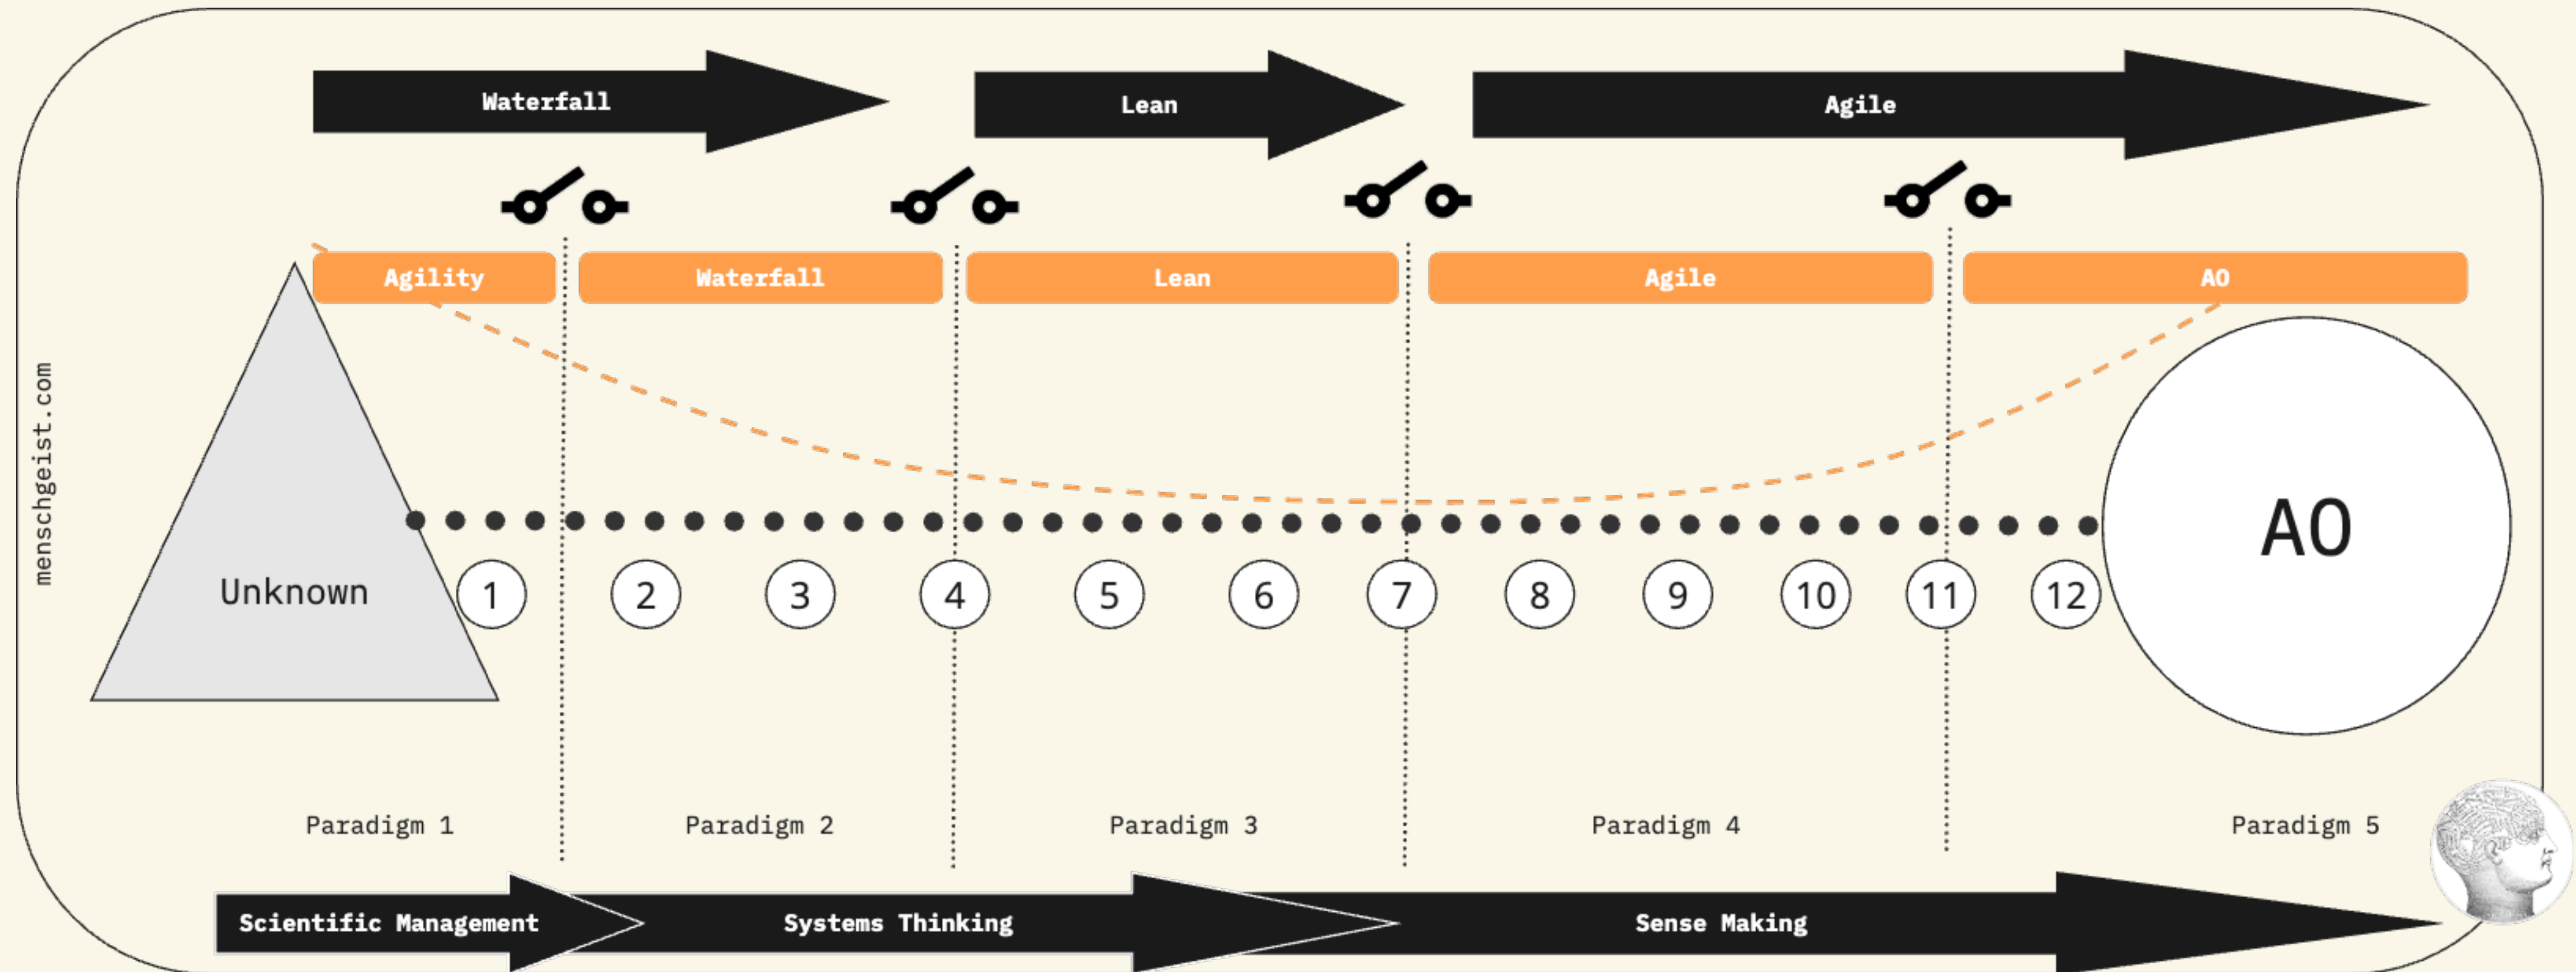 Waterfall
Lean
Agile
Agility
Waterfall
Lean
Agile
AO
menschgeist.com
Unknown
1
2
3
4
5
6
7
8
9
10
11
12
AO
Paradigm 1
Paradigm 2
Paradigm 3
Paradigm 4
Paradigm 5
Scientific Management
Systems Thinking
Sense Making